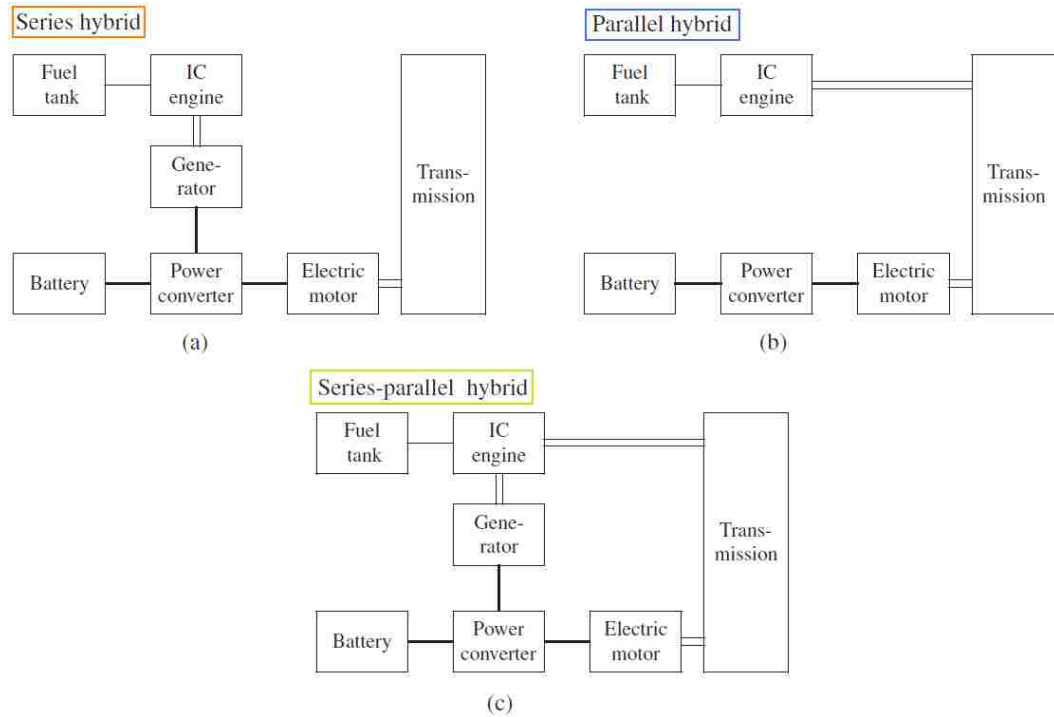 Series hybrid
Fuel
tank
IC
engine
Gene-
rator
Trans-
mission
Battery
Power
converter
Electric
motor
(a)
Parallel hybrid
Fuel
tank
IC
engine
Trans-
mission
Battery
Power
converter
Electric
motor
(b)
Series-parallel hybrid
Fuel
tank
IC
engine
Gene-
rator
Trans-
mission
Battery
Power
converter
Electric
motor
(c)